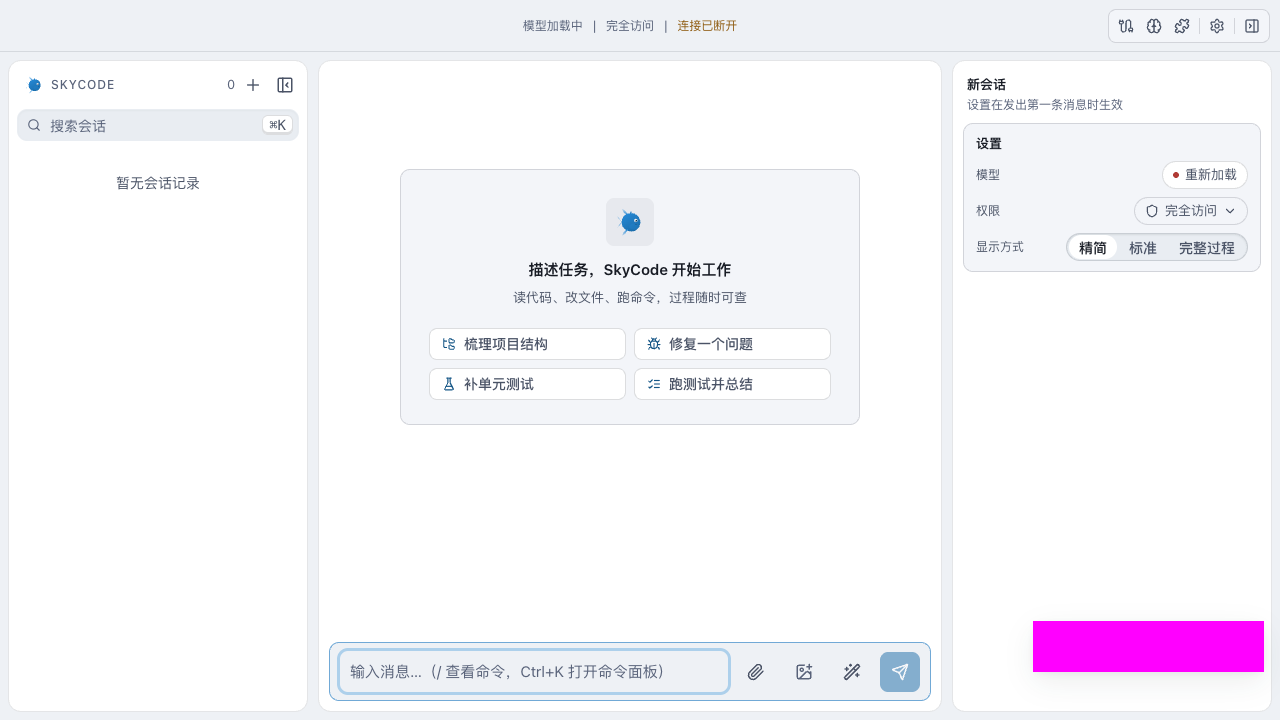 模型加载中 | 完全访问 | 连接已断开
SKYCODE 0
搜索会话 ⌘K
暂无会话记录
描述任务，SkyCode 开始工作
读代码、改文件、跑命令，过程随时可查
梳理项目结构 修复一个问题
补单元测试 跑测试并总结
输入消息...（/ 查看命令，Ctrl+K 打开命令面板）
新会话
设置在发出第一条消息时生效
设置
模型 重新加载
权限 完全访问
显示方式 精简 标准 完整过程